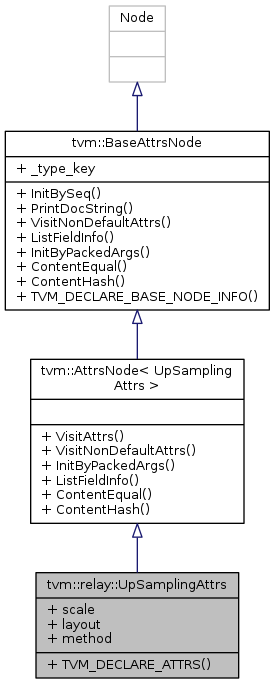 Node
tvm::BaseAttrsNode
+ _type_key
+ InitBySeq()
+ PrintDocString()
+ VisitNonDefaultAttrs()
+ ListFieldInfo()
+ InitByPackedArgs()
+ ContentEqual()
+ ContentHash()
+ TVM_DECLARE_BASE_NODE_INFO()
tvm::AttrsNode< UpSampling
Attrs >
+ VisitAttrs()
+ VisitNonDefaultAttrs()
+ InitByPackedArgs()
+ ListFieldInfo()
+ ContentEqual()
+ ContentHash()
tvm::relay::UpSamplingAttrs
+ scale
+ layout
+ method
+ TVM_DECLARE_ATTRS()